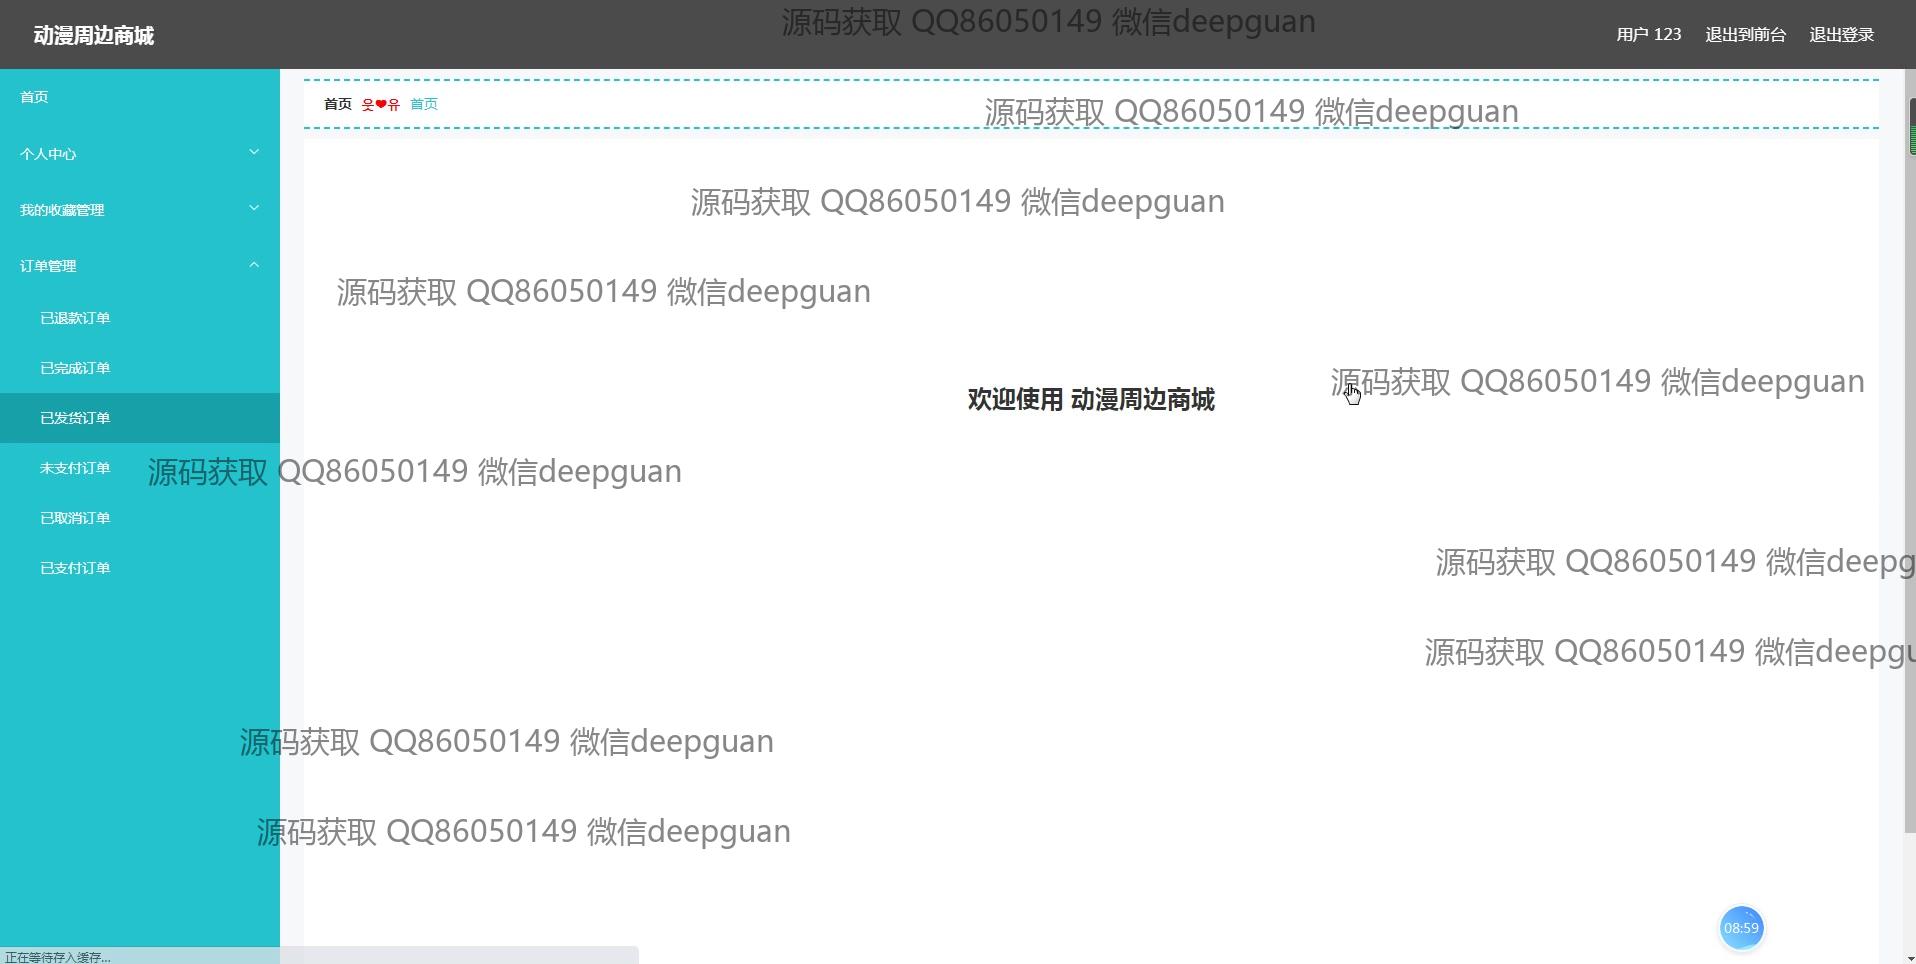 源码获取 QQ86050149 微信deepguan
动漫周边商城
用户 123 退出到前台 退出登录
首页
首页 웃❤유 首页
源码获取 QQ86050149 微信deepguan
个人中心
源码获取 QQ86050149 微信deepguan
我的收藏管理
订单管理
源码获取 QQ86050149 微信deepguan
已退款订单
已完成订单
源码获取 QQ86050149 微信deepguan
欢迎使用 动漫周边商城
已发货订单
未支付订单
源码获取 QQ86050149 微信deepguan
已取消订单
已支付订单
源码获取 QQ86050149 微信deepg
源码获取 QQ86050149 微信deepgu
源码获取 QQ86050149 微信deepguan
源码获取 QQ86050149 微信deepguan
08:59
正在等待存入缓存...